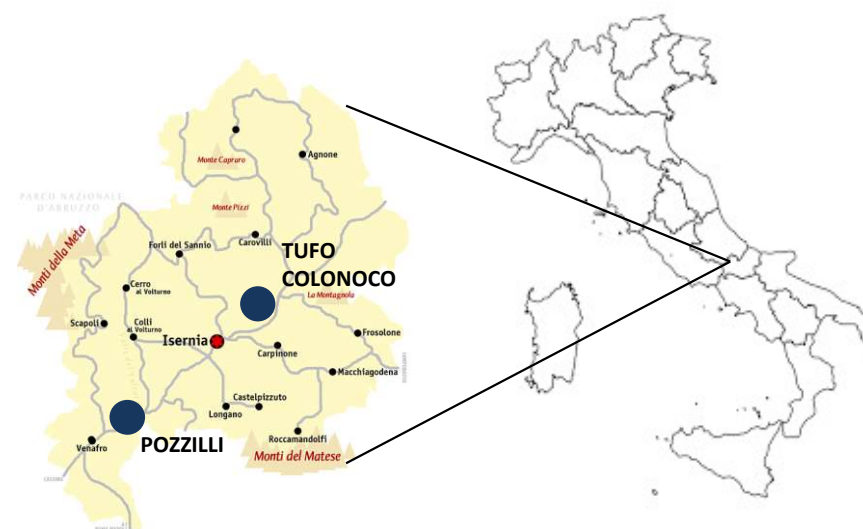 Agnone
Monte Capraro
PARCO NAZIONALE
D'ABRUZZO
Monte Pizzi
Carovilli
Forlì del Sannio
TUFO
COLONOCO
Monti della Meta
Cerro
al Volturno
La Montagnola
Scapoli
Colli
al Volturno
Isernia
Frosolone
Carpinone
Macchiagodena
Castelpizzuto
Longano
Roccamandolfi
POZZILLI
Venafro
Monti del Matese